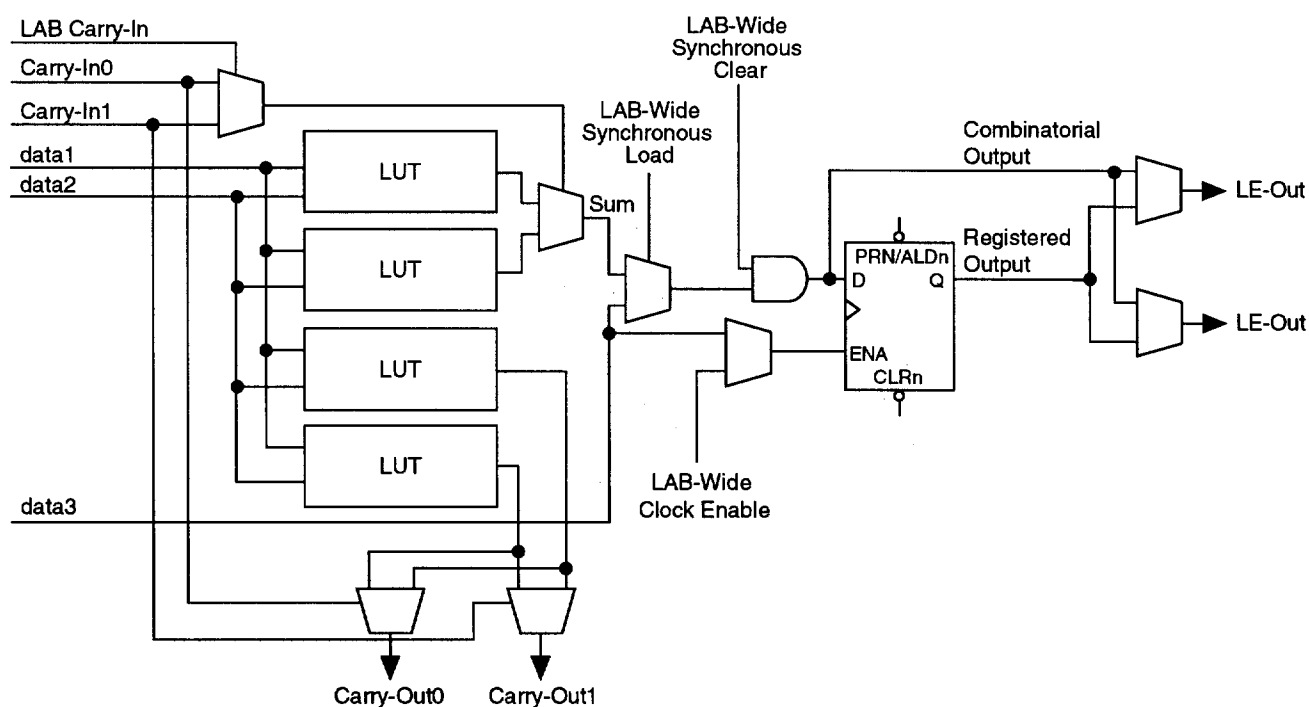 LAB Carry-In
Carry-In0
Carry-In1
data1
data2
data3
LUT
LUT
LUT
LUT
Sum
LAB-Wide
Synchronous
Load
LAB-Wide
Synchronous
Clear
LAB-Wide
Clock Enable
PRN/ALDn
D
Q
ENA
CLRn
Combinatorial
Output
Registered
Output
LE-Out
LE-Out
Carry-Out0
Carry-Out1